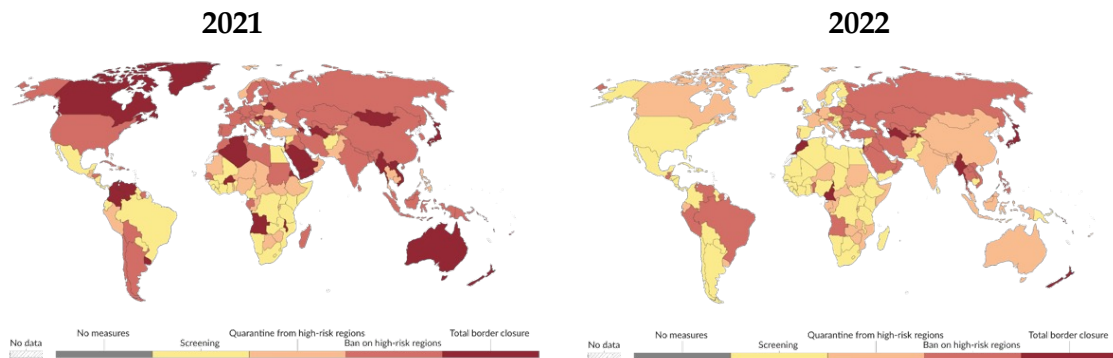 2021
2022
No measures
Quarantine from high-risk regions
Total border closure
No data
Screening
Ban on high-risk regions
No measures
Quarantine from high-risk regions
Total border closure
No data
Screening
Ban on high-risk regions